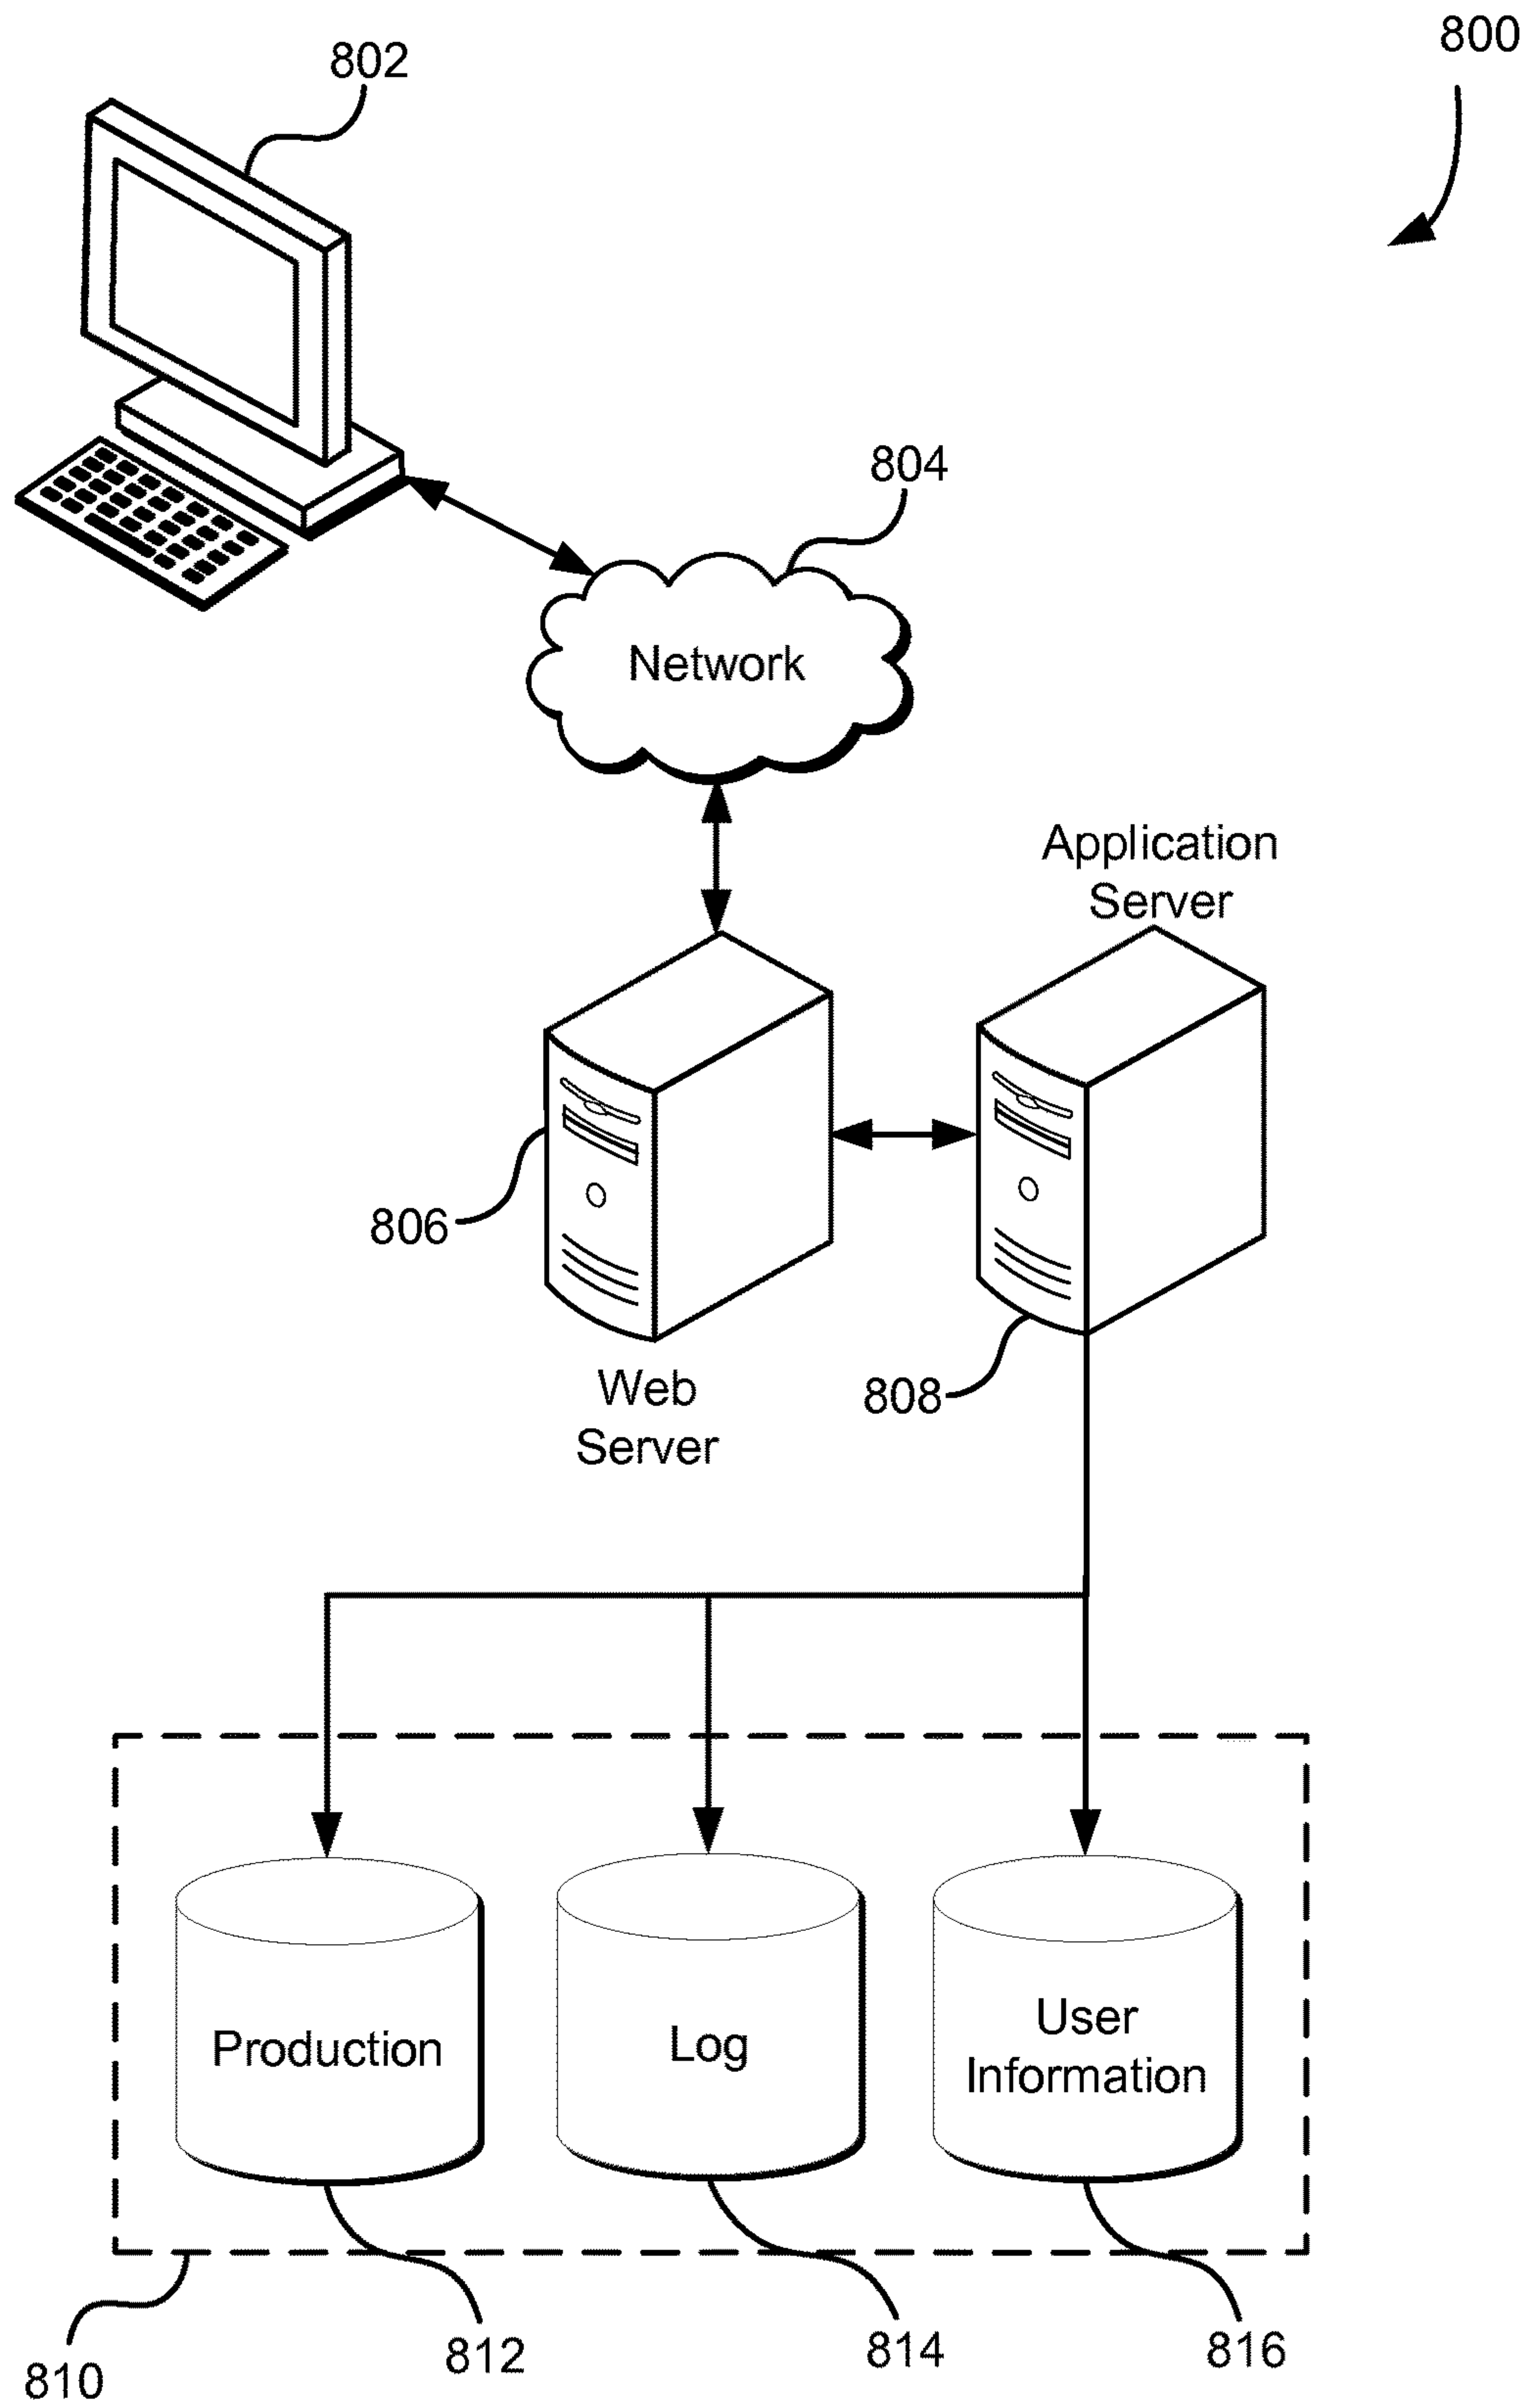 800
802
804
Network
Application
Server
806
808
Web
Server
Production
Log
User
Information
810
812
814
816